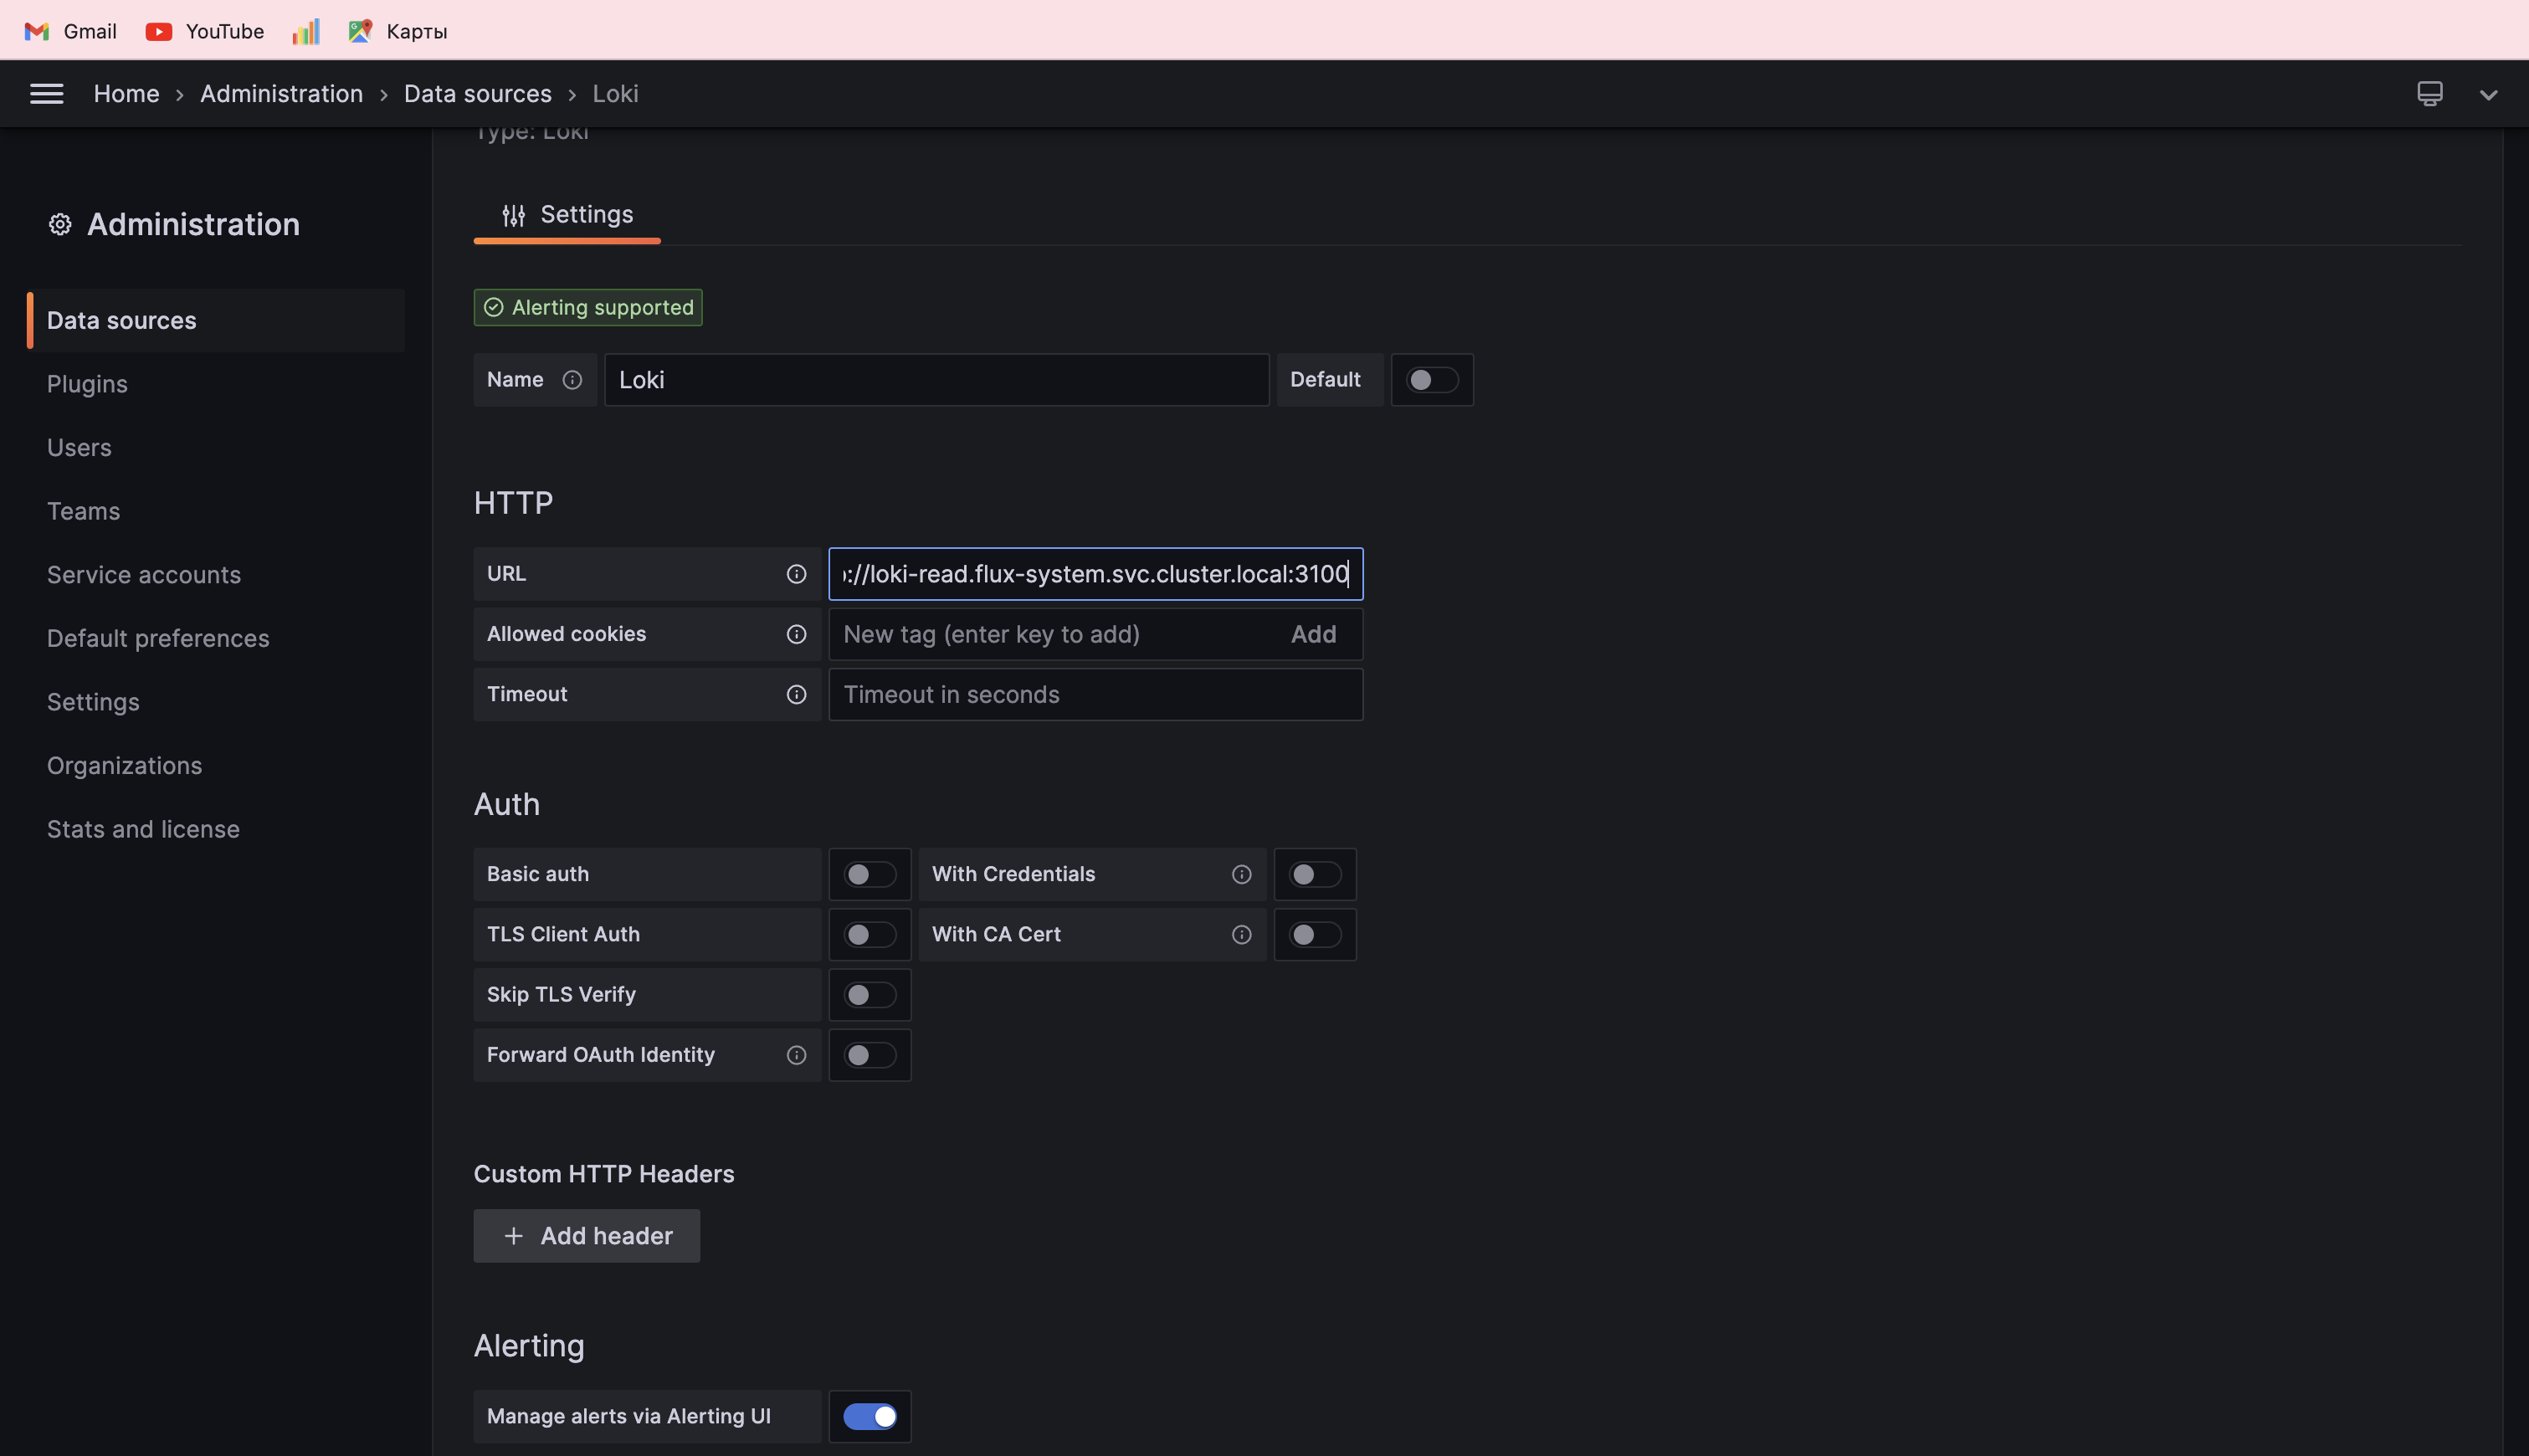 Gmail YouTube Карты
Home › Administration › Data sources › Loki
Type: Loki
Administration
Data sources
Plugins
Users
Teams
Service accounts
Default preferences
Settings
Organizations
Stats and license
Settings
Alerting supported
Name Loki Default
HTTP
URL ://loki-read.flux-system.svc.cluster.local:3100
Allowed cookies New tag (enter key to add) Add
Timeout Timeout in seconds
Auth
Basic auth With Credentials
TLS Client Auth With CA Cert
Skip TLS Verify
Forward OAuth Identity
Custom HTTP Headers
+ Add header
Alerting
Manage alerts via Alerting UI